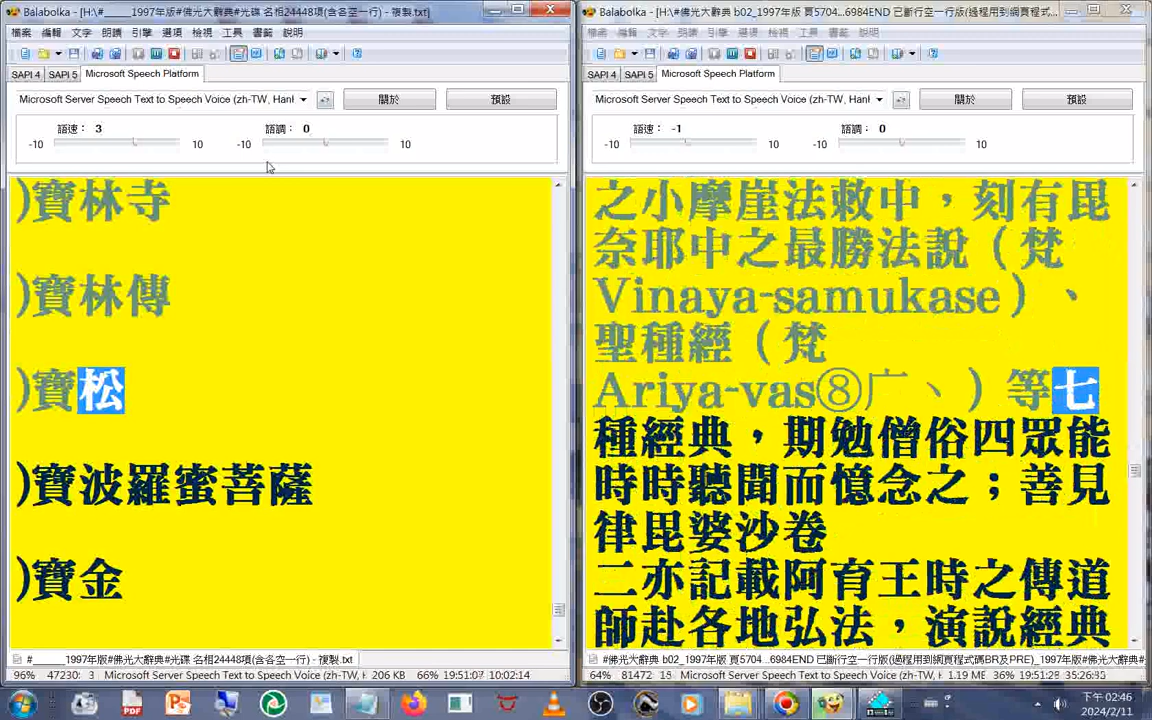 Balabolka - [H:\#_____1997年版#佛光大辭典#光碟 名相24448項(含各空一行) - 複製.txt]
檔案 編輯 文字 朗讀 引擎 選項 檢視 工具 書籤 說明
SAPI 4 SAPI 5 Microsoft Speech Platform
Microsoft Server Speech Text to Speech Voice (zh-TW, Hanl
關於
預設
語速： 3
語調： 0
-10 10 -10 10
)寶林寺
)寶林傳
)寶松
)寶波羅蜜菩薩
)寶金
#______1997年版#佛光大辭典#光碟 名相24448項(含各空一行) - 複製.txt
96% 47230: 3 Microsoft Server Speech Text to Speech Voice (zh-TW, Ha 206 KB 66% 19:51:07; 10:02:14
Balabolka - [H:\#佛光大辭典 b02_1997年版 頁5704...6984END 已斷行空一行版(過程用到網頁程式...
檔案 編輯 文字 朗讀 引擎 選項 檢視 工具 書籤 說明
SAPI 4 SAPI 5 Microsoft Speech Platform
Microsoft Server Speech Text to Speech Voice (zh-TW, Hanl
關於
預設
語速： -1
語調： 0
-10 10 -10 10
之小摩崖法敕中，刻有毘
奈耶中之最勝法說（梵
Vinaya-samukase）、
聖種經（梵
Ariya-vas⑧广、）等七
種經典，期勉僧俗四眾能
時時聽聞而憶念之；善見
律毘婆沙卷
二亦記載阿育王時之傳道
師赴各地弘法，演說經典
#佛光大辭典 b02_1997年版 頁5704...6984END 已斷行空一行版(過程用到網頁程式碼BR及PRE)_1997年版#佛光大辭典#
64% 81472 Microsoft Server Speech Text to Speech Voice (zh-TW, Ha 1.19 ME 36% 19:51:28
下午 02:46
2024/2/11